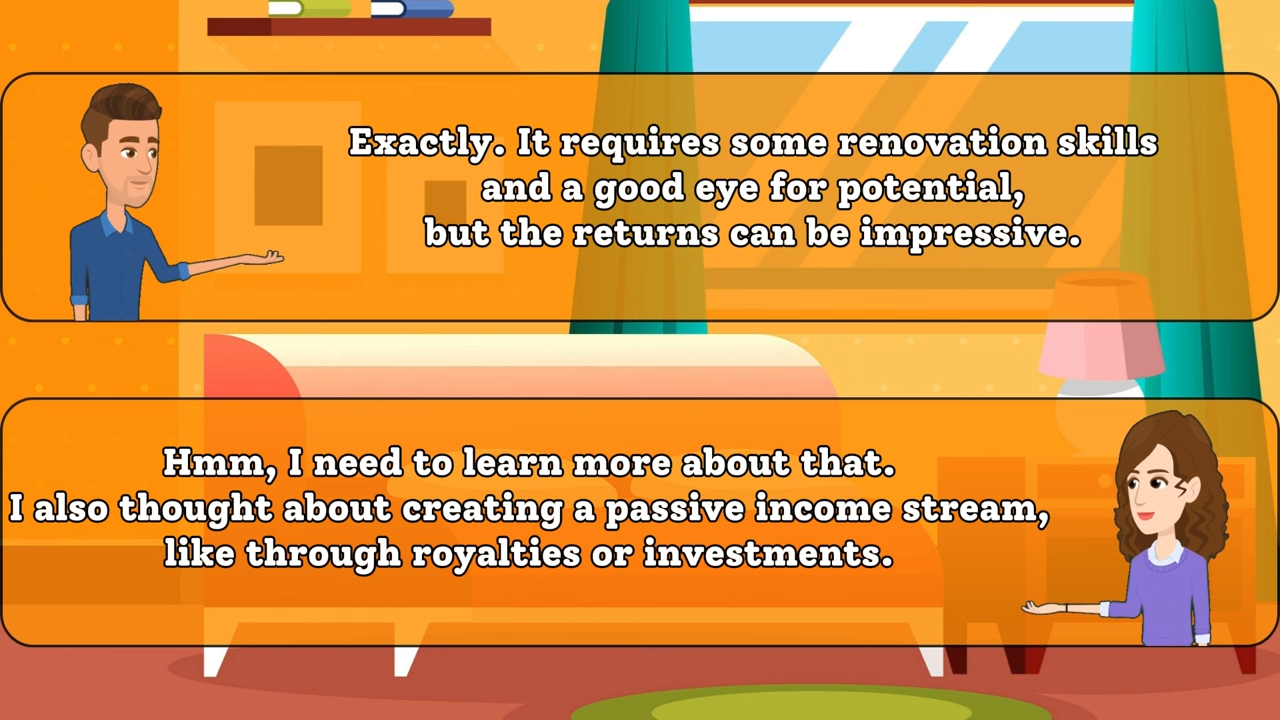 Exactly. It requires some renovation skills
and a good eye for potential,
but the returns can be impressive.
Hmm, I need to learn more about that.
I also thought about creating a passive income stream,
like through royalties or investments.